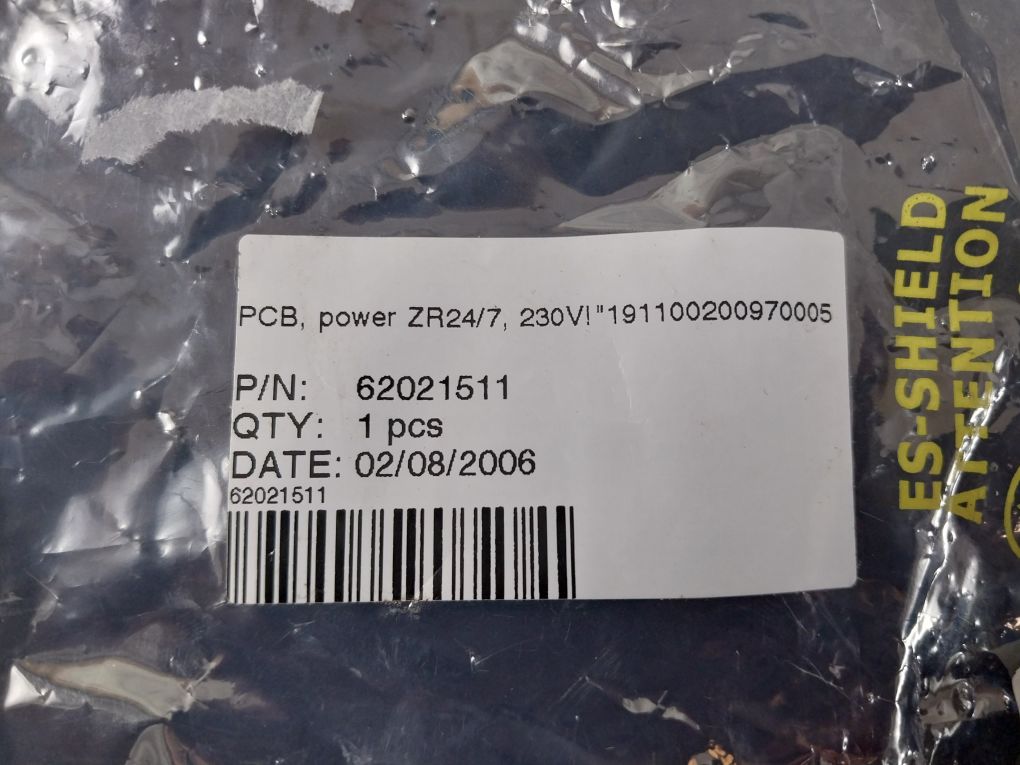 PCB, power ZR24/7, 230V!"191100200970005
P/N: 62021511
QTY: 1 pcs
DATE: 02/08/2006
62021511
ES-SHIELD
ATTENTION